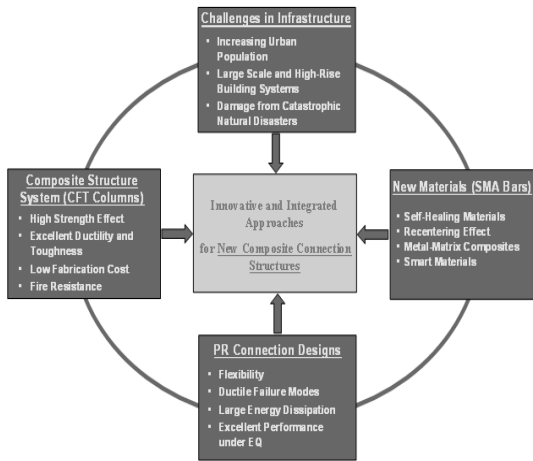 Challenges in Infrastructure
• Increasing Urban
Population
• Large Scale and High-Rise
Building Systems
• Damage from Catastrophic
Natural Disasters
Composite Structure
System (CFT Columns)
• High Strength Effect
• Excellent Ductility and
Toughness
• Low Fabrication Cost
• Fire Resistance
Innovative and Integrated
Approaches
for New Composite Connection
Structures
New Materials (SMA Bars)
• Self-Healing Materials
• Recentering Effect
• Metal-Matrix Composites
• Smart Materials
PR Connection Designs
• Flexibility
• Ductile Failure Modes
• Large Energy Dissipation
• Excellent Performance
under EQ